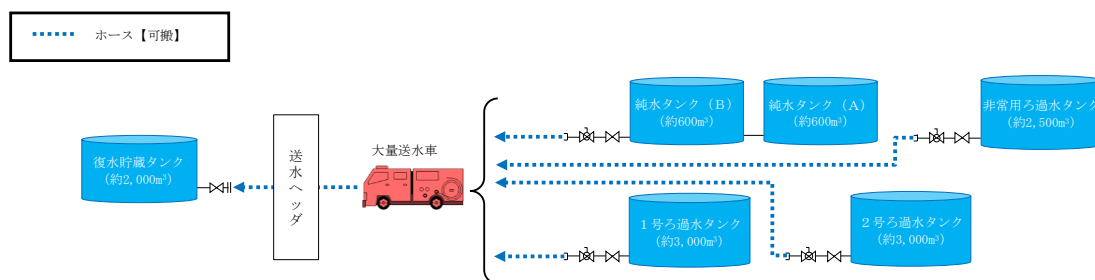 ホース【可搬】
純水タンク（B）
（約600m³）
純水タンク（A）
（約600m³）
非常用ろ過水タンク
（約2,500m³）
復水貯蔵タンク
（約2,000m³）
送水ヘッダ
大量送水車
１号ろ過水タンク
（約3,000m³）
２号ろ過水タンク
（約3,000m³）